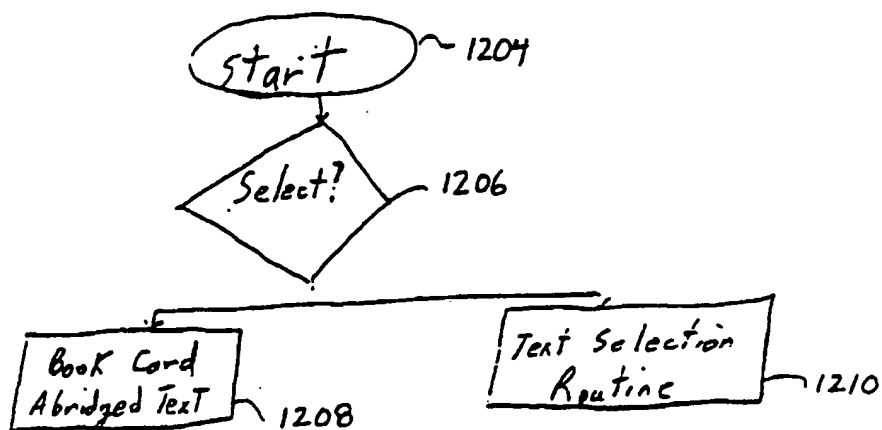 Start
1204
Select?
1206
Book Card
Abridged Text
1208
Text Selection
Routine
1210